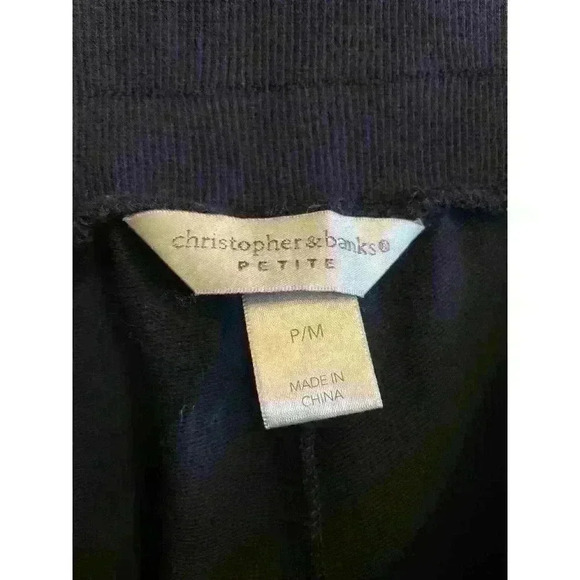 christopher&banks®
PETITE
P/M
MADE IN
CHINA